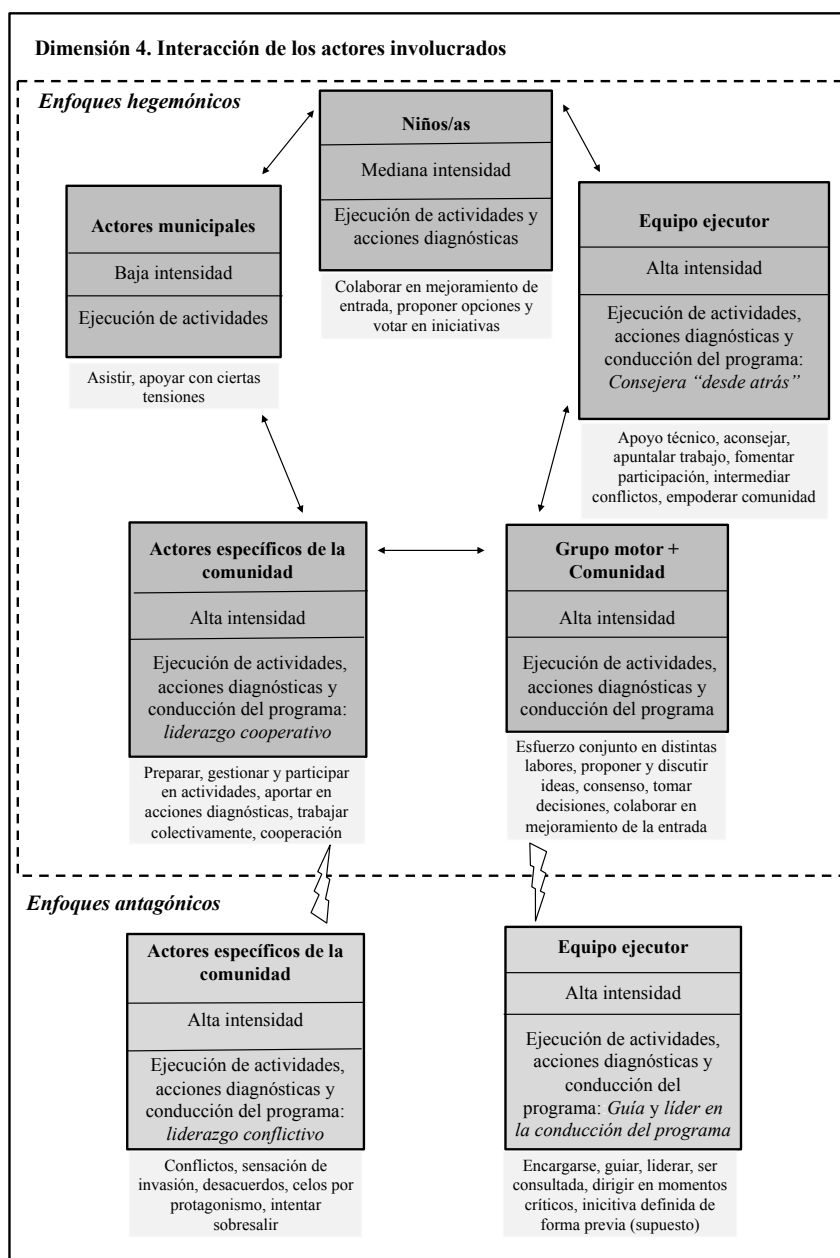 Dimensión 4. Interacción de los actores involucrados
Enfoques hegemónicos
Niños/as
Mediana intensidad
Ejecución de actividades y
acciones diagnósticas
Colaborar en mejoramiento de
entrada, proponer opciones y
votar en iniciativas
Actores municipales
Baja intensidad
Ejecución de actividades
Asistir, apoyar con ciertas
tensiones
Equipo ejecutor
Alta intensidad
Ejecución de actividades,
acciones diagnósticas y
conducción del programa:
Consejera “desde atrás”
Apoyo técnico, aconsejar,
apuntalar trabajo, fomentar
participación, intermediar
conflictos, empoderar comunidad
Actores específicos de la
comunidad
Alta intensidad
Ejecución de actividades,
acciones diagnósticas y
conducción del programa:
liderazgo cooperativo
Preparar, gestionar y participar
en actividades, aportar en
acciones diagnósticas, trabajar
colectivamente, cooperación
Grupo motor +
Comunidad
Alta intensidad
Ejecución de actividades,
acciones diagnósticas y
conducción del programa
Esfuerzo conjunto en distintas
labores, proponer y discutir
ideas, consenso, tomar
decisiones, colaborar en
mejoramiento de la entrada
Enfoques antagónicos
Actores específicos de la
comunidad
Alta intensidad
Ejecución de actividades,
acciones diagnósticas y
conducción del programa:
liderazgo conflictivo
Conflictos, sensación de
invasión, desacuerdos, celos por
protagonismo, intentar
sobresalir
Equipo ejecutor
Alta intensidad
Ejecución de actividades,
acciones diagnósticas y
conducción del
programa: Guía y líder en
la conducción del programa
Encargarse, guiar, liderar, ser
consultada, dirigir en momentos
críticos, inicitiva definida de
forma previa (supuesto)